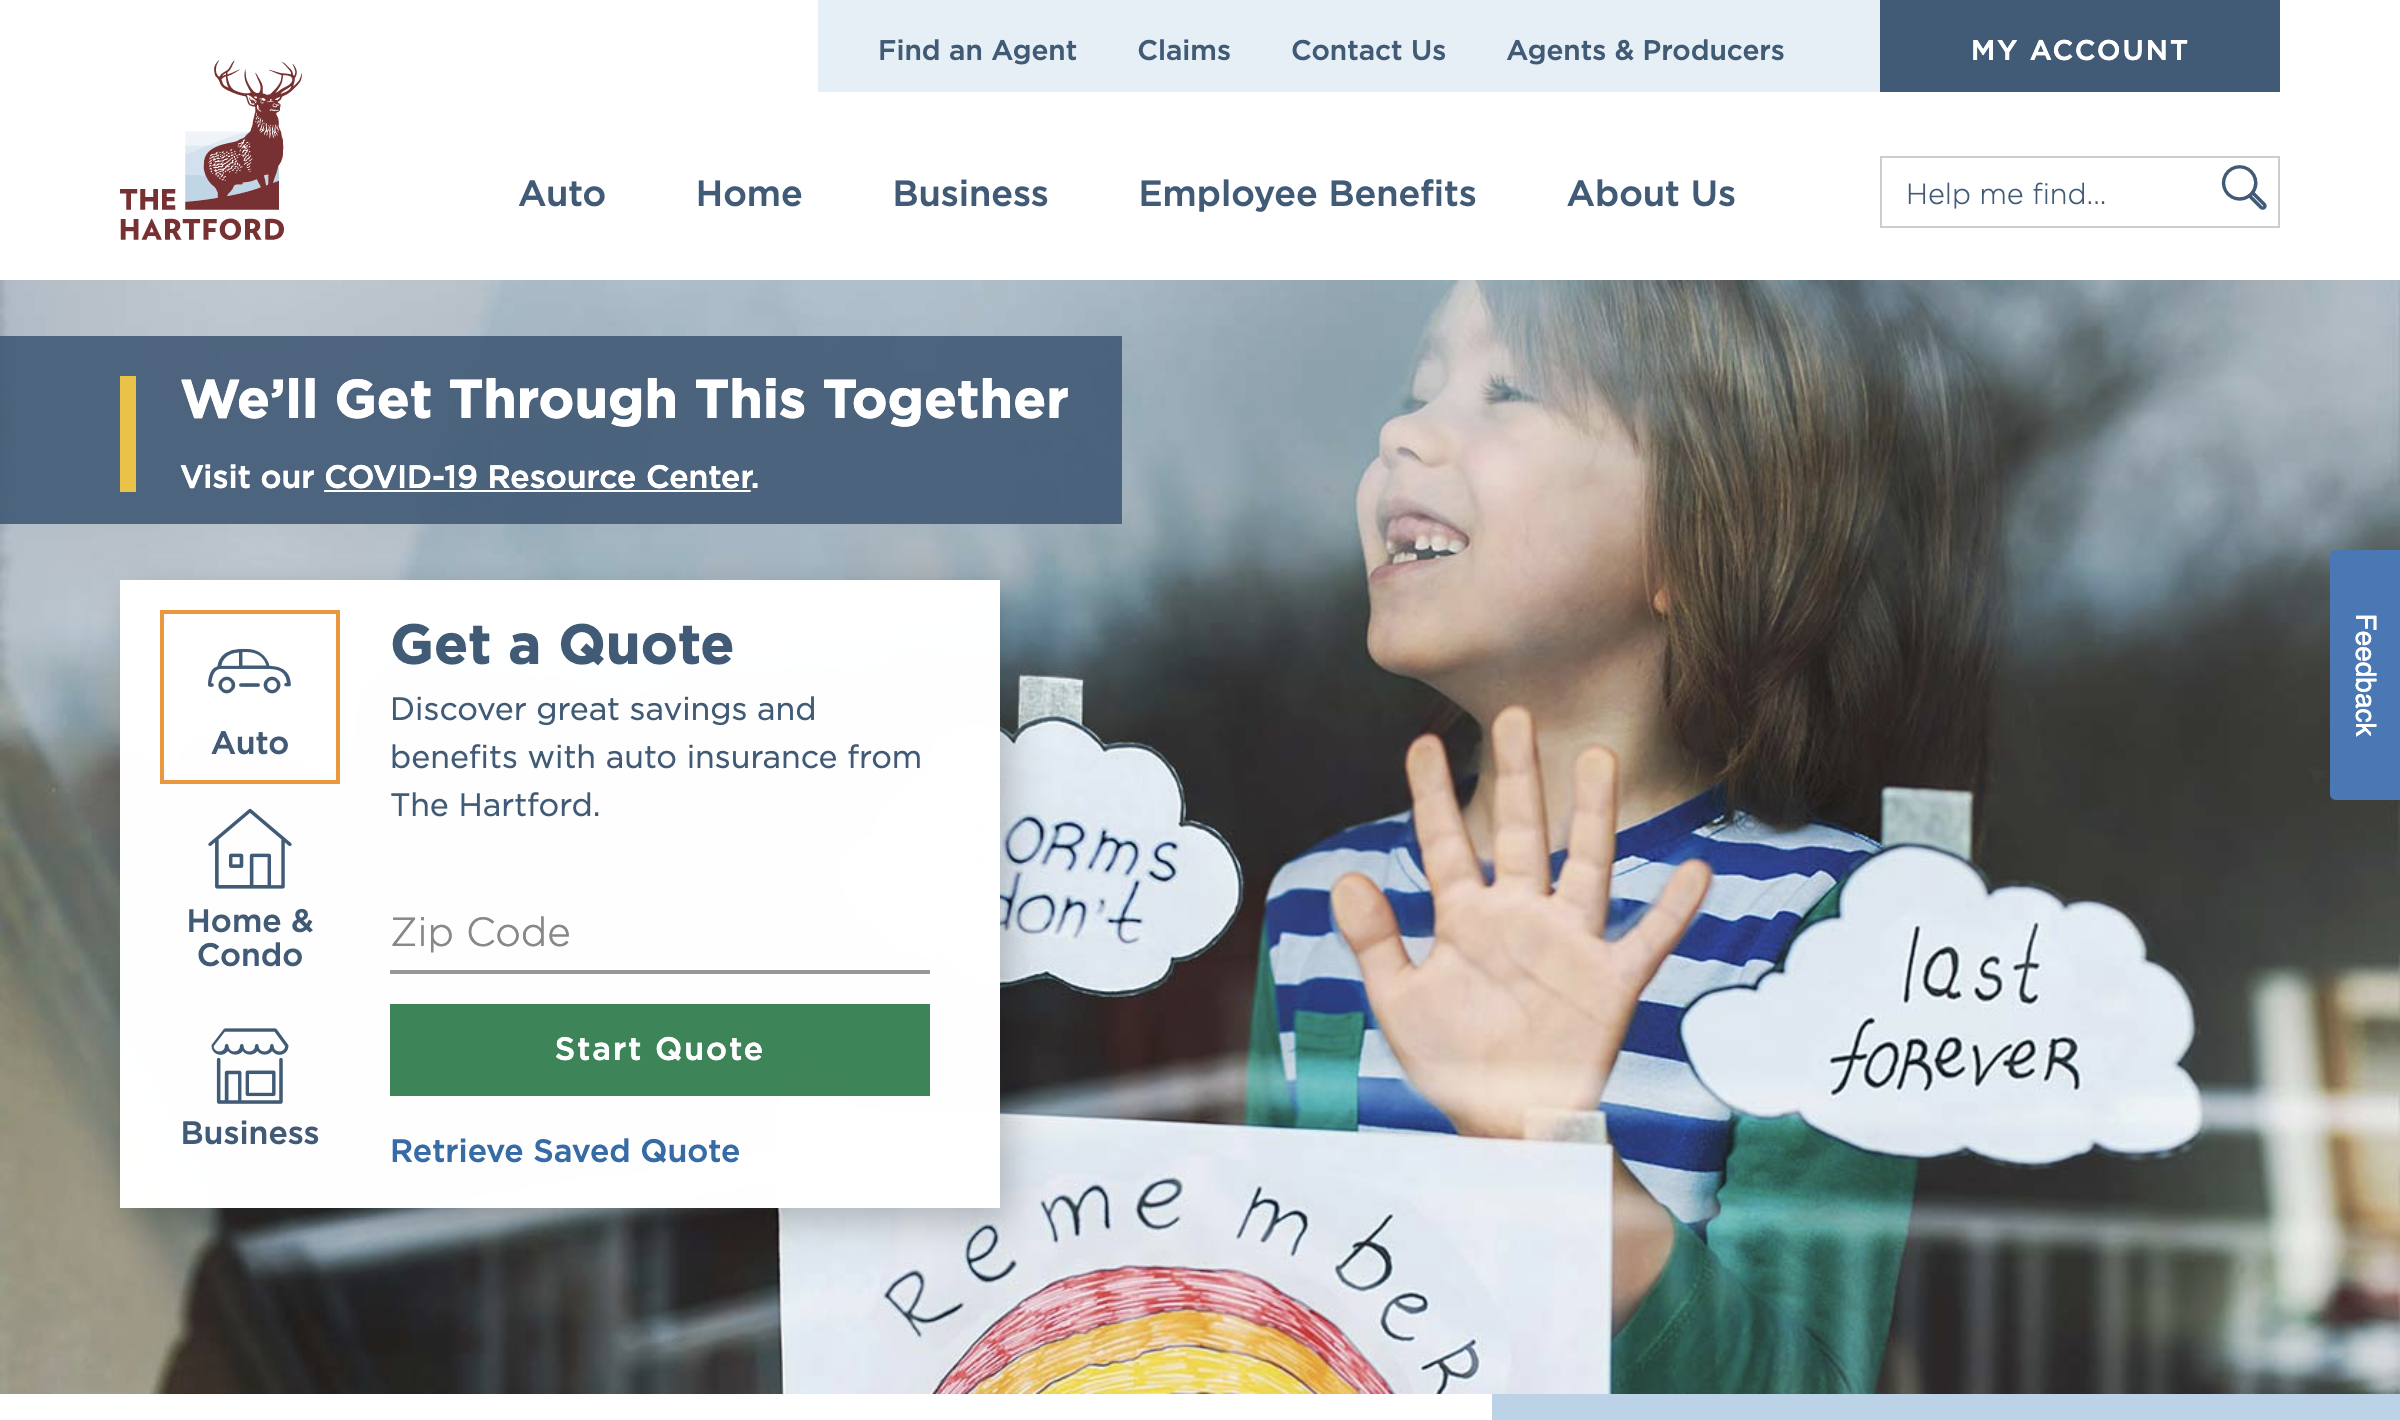 Find an Agent
Claims
Contact Us
Agents & Producers
MY ACCOUNT
THE
HARTFORD
Auto
Home
Business
Employee Benefits
About Us
Help me find...
We’ll Get Through This Together
Visit our COVID-19 Resource Center.
Auto
Home &
Condo
Business
Get a Quote
Discover great savings and
benefits with auto insurance from
The Hartford.
Zip Code
Start Quote
Retrieve Saved Quote
Feedback
ORms
don't
last
foReveR
RemembeR